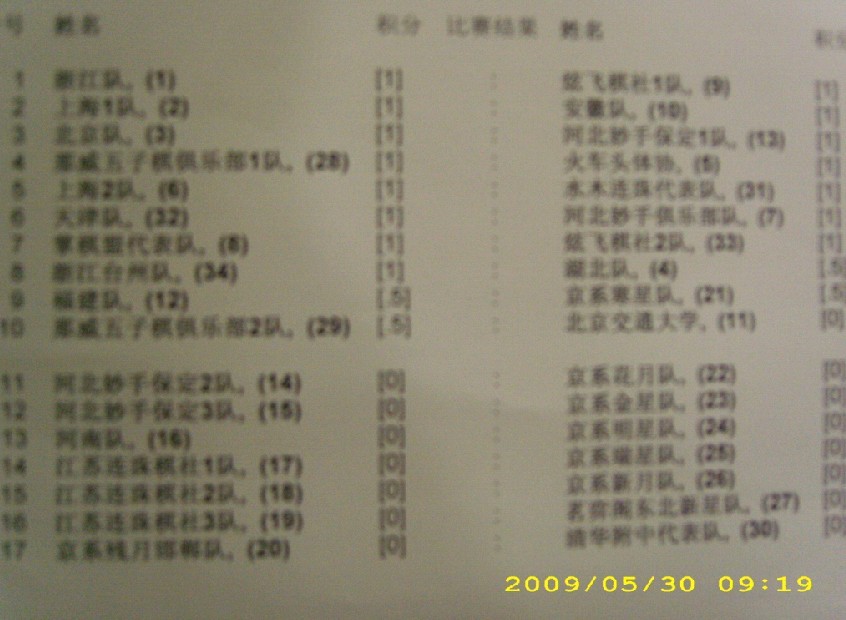 号 姓名 积分 比赛结果 姓名 积分
1 浙江队, (1) [1] : 炫飞棋社1队, (9) [1]
2 上海1队, (2) [1] : 安徽队, (10) [1]
3 北京队, (3) [1] : 河北妙手保定1队, (13) [1]
4 那威五子棋俱乐部1队, (28) [1] : 火车头体协, (5) [1]
5 上海2队, (6) [1] : 水木连珠代表队, (31) [1]
6 天津队, (32) [1] : 河北妙手俱乐部队, (7) [1]
7 掌棋盟代表队, (8) [1] : 炫飞棋社2队, (33) [1]
8 浙江台州队, (34) [1] : 湖北队, (4) [.5]
9 福建队, (12) [.5] : 京系寒星队, (21) [.5]
10 那威五子棋俱乐部2队, (29) [.5] : 北京交通大学, (11) [0]
11 河北妙手保定2队, (14) [0] : 京系花月队, (22) [0]
12 河北妙手保定3队, (15) [0] : 京系金星队, (23) [0]
13 河南队, (16) [0] : 京系明星队, (24) [0]
14 江苏连珠棋社1队, (17) [0] : 京系瑞星队, (25) [0]
15 江苏连珠棋社2队, (18) [0] : 京系新月队, (26) [0]
16 江苏连珠棋社3队, (19) [0] : 名前阁东北新星队, (27) [0]
17 京系残月邯郸队, (20) [0] : 清华附中代表队, (30) [0]
2009/05/30 09:19